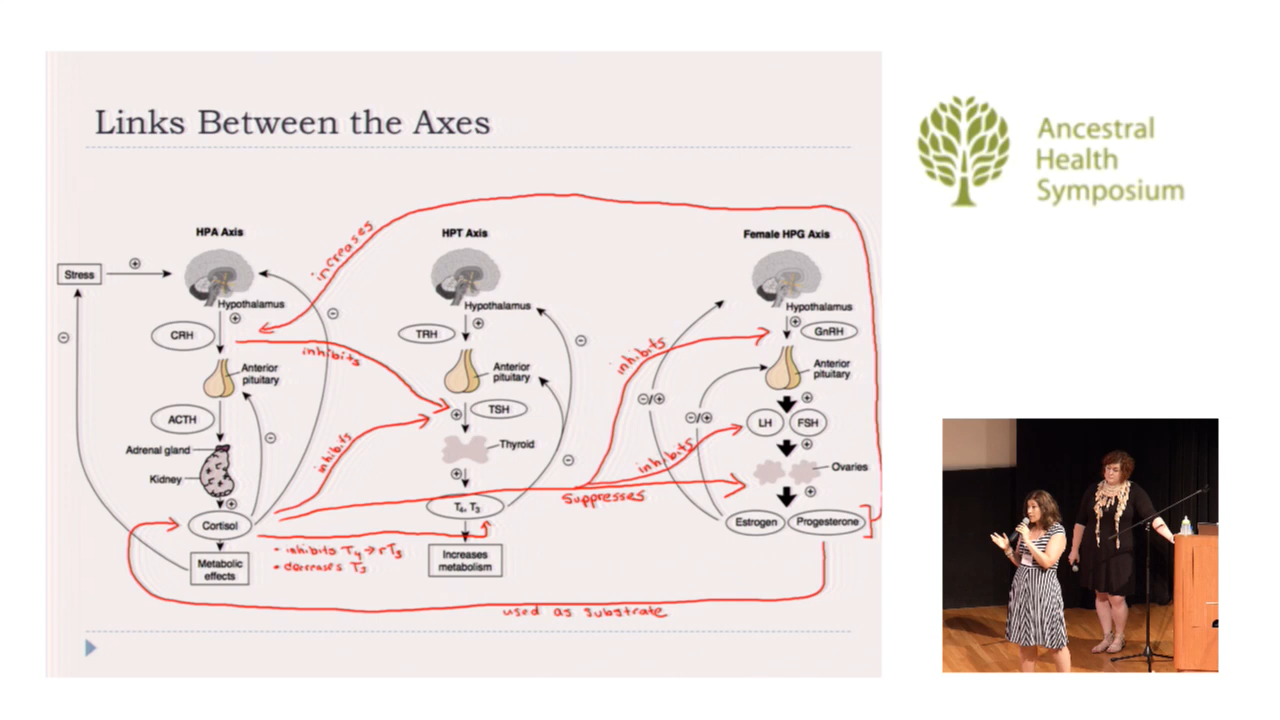 Links Between the Axes
Ancestral
Health
Symposium
HPA Axis
HPT Axis
Female HPG Axis
increases
Stress
+
Hypothalamus
Hypothalamus
Hypothalamus
+
−
CRH
TRH
+
−
+
GnRH
−
inhibits
inhibits
Anterior
pituitary
Anterior
pituitary
Anterior
pituitary
−/+
+
ACTH
+
TSH
−/+
LH
FSH
−
inhibits
inhibits
+
Adrenal gland
Thyroid
−
Kidney
+
Ovaries
Suppresses
+
+
T4, T3
Cortisol
Estrogen
Progesterone
• inhibits T4 → rT3
• decreases T3
Metabolic
effects
Increases
metabolism
used as substrate